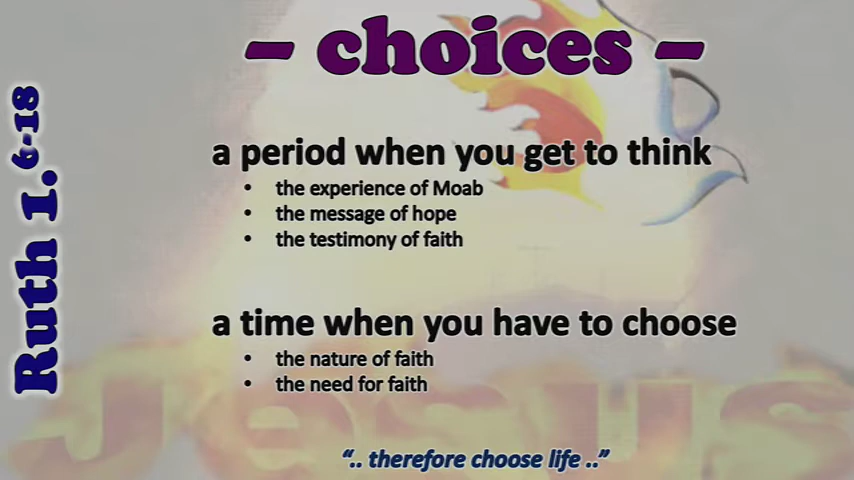 – choices –
Ruth 1.6-18
a period when you get to think
• the experience of Moab
• the message of hope
• the testimony of faith
a time when you have to choose
• the nature of faith
• the need for faith
“.. therefore choose life ..”
Jesus